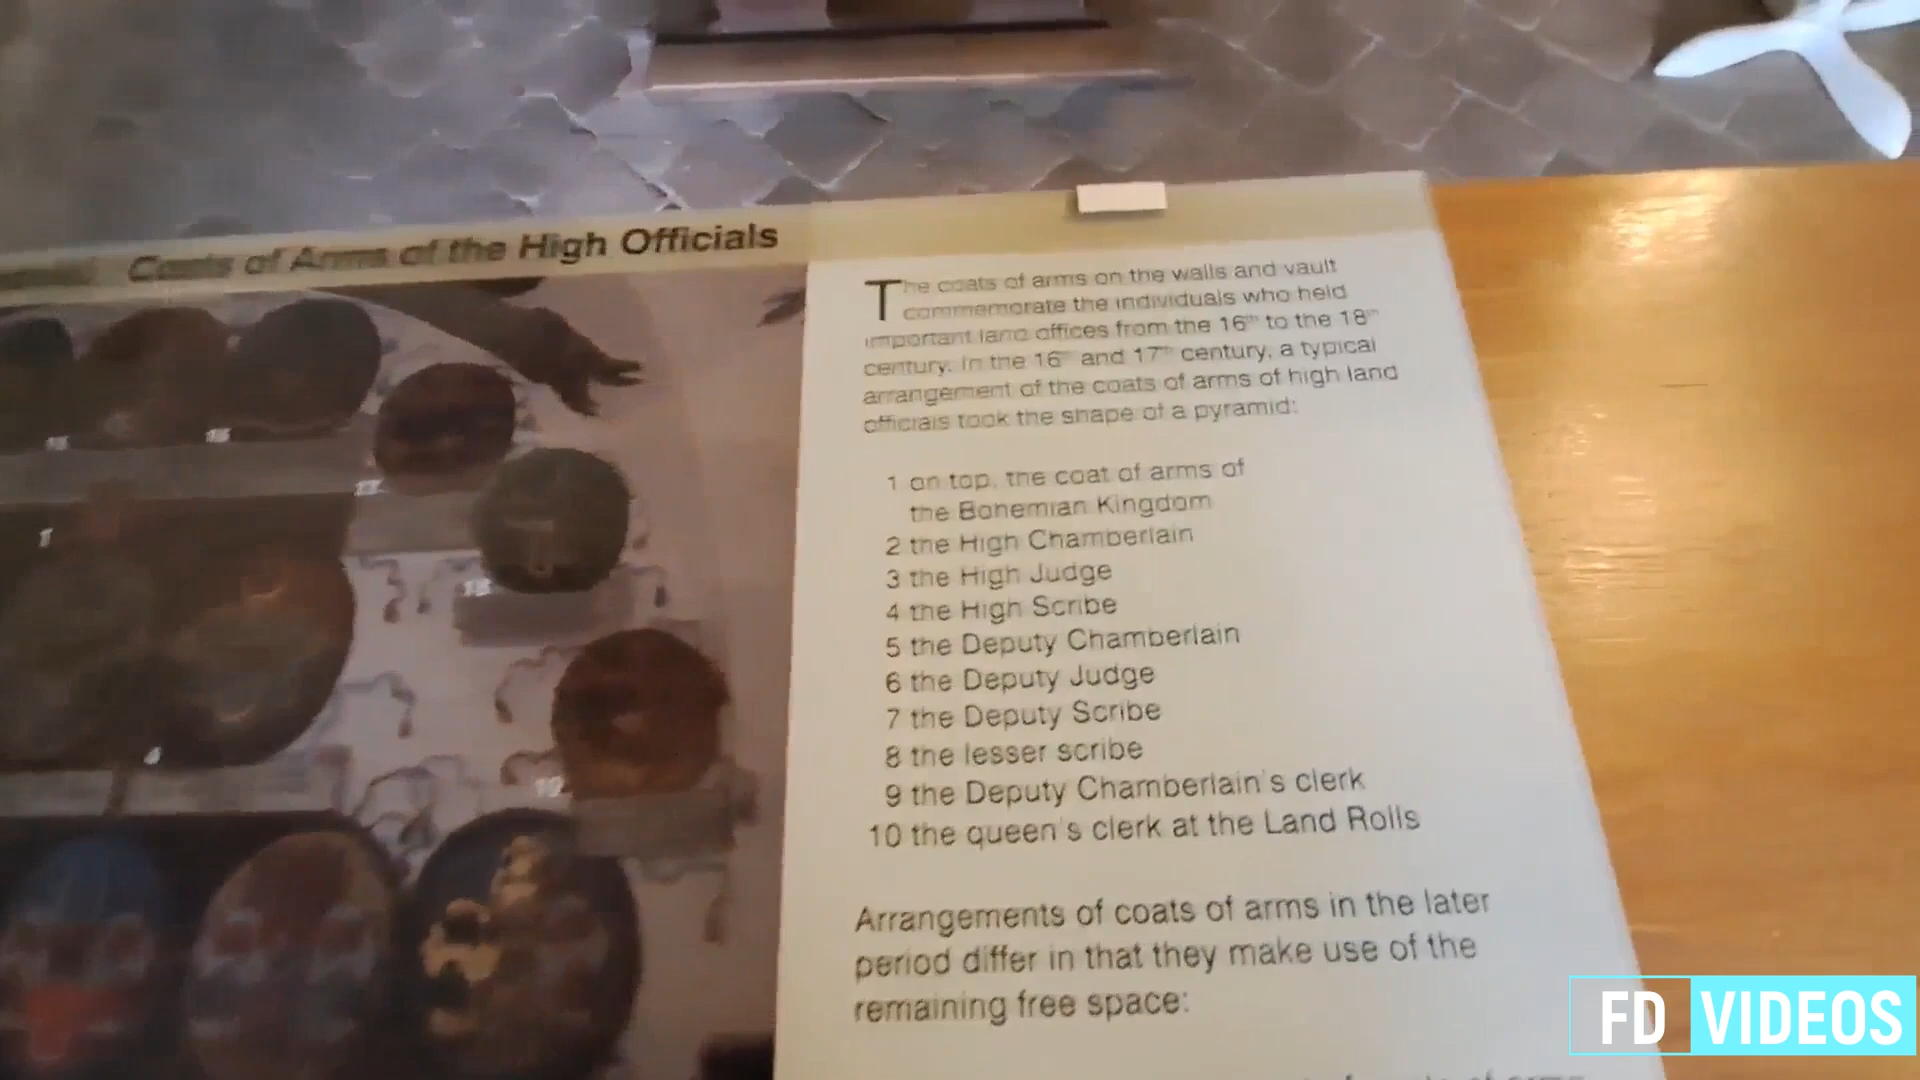 Coats of Arms of the High Officials
The coats of arms on the walls and vault
commemorate the individuals who held
important land offices from the 16th to the 18th
century. In the 16th and 17th century, a typical
arrangement of the coats of arms of high land
officials took the shape of a pyramid:
1 on top, the coat of arms of
the Bohemian Kingdom
2 the High Chamberlain
3 the High Judge
4 the High Scribe
5 the Deputy Chamberlain
6 the Deputy Judge
7 the Deputy Scribe
8 the lesser scribe
9 the Deputy Chamberlain's clerk
10 the queen's clerk at the Land Rolls
Arrangements of coats of arms in the later
period differ in that they make use of the
remaining free space:
4
10
FD VIDEOS